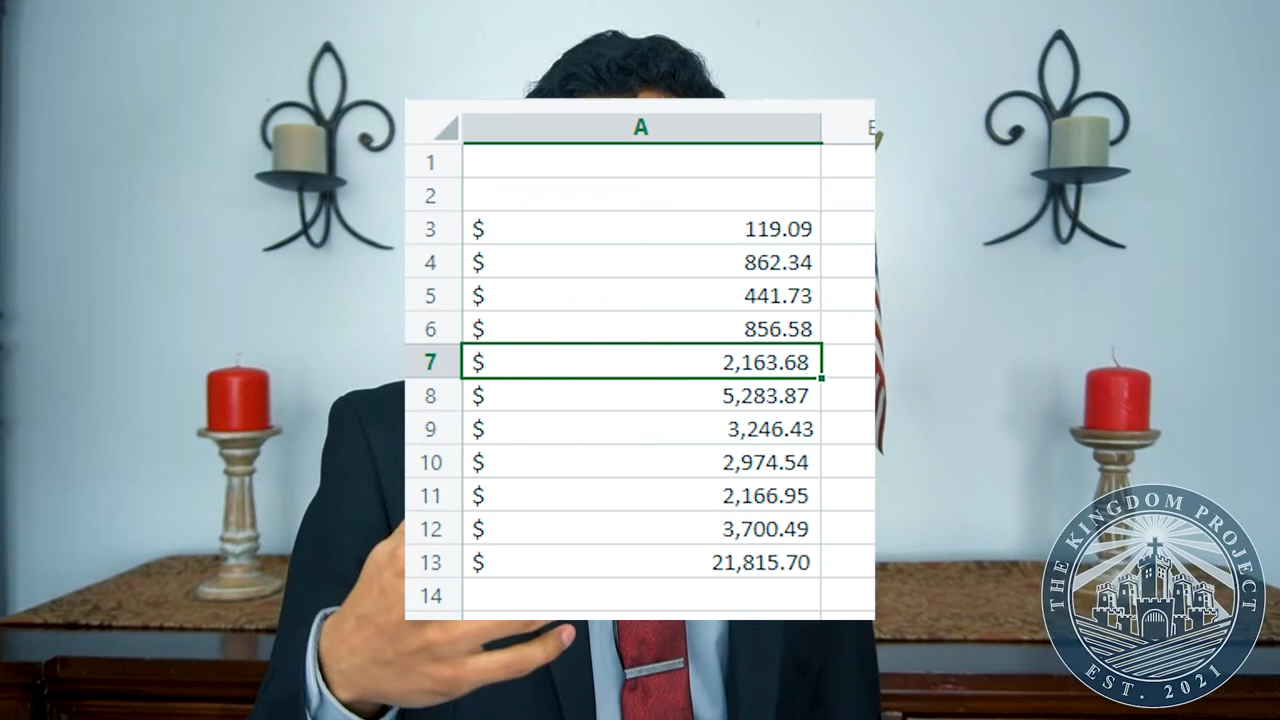 A E
1
2
3 $ 119.09
4 $ 862.34
5 $ 441.73
6 $ 856.58
7 $ 2,163.68
8 $ 5,283.87
9 $ 3,246.43
10 $ 2,974.54
11 $ 2,166.95
12 $ 3,700.49
13 $ 21,815.70
14
THE KINGDOM PROJECT
EST. 2021